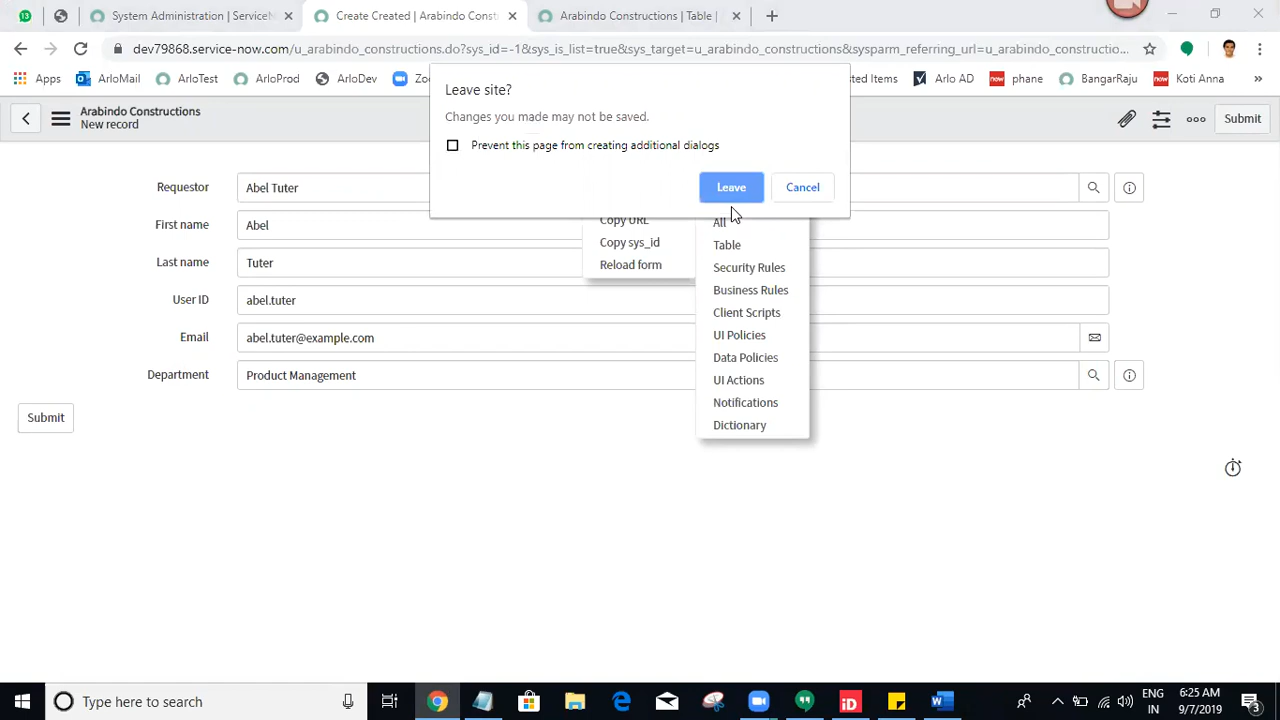 System Administration | ServiceN
Create Created | Arabindo Const
Arabindo Constructions | Table |
dev79868.service-now.com/u_arabindo_constructions.do?sys_id=-1&sys_is_list=true&sys_target=u_arabindo_constructions&sysparm_referring_url=u_arabindo_constructio...
Apps
ArloMail
ArloTest
ArloProd
ArloDev
Zoo
sted Items
Arlo AD
phane
BangarRaju
Koti Anna
»
Leave site?
Changes you made may not be saved.
Prevent this page from creating additional dialogs
Leave
Cancel
Arabindo Constructions
New record
Submit
Requestor
Abel Tuter
First name
Abel
Last name
Tuter
User ID
abel.tuter
Email
abel.tuter@example.com
Department
Product Management
Submit
Copy URL
Copy sys_id
Reload form
All
Table
Security Rules
Business Rules
Client Scripts
UI Policies
Data Policies
UI Actions
Notifications
Dictionary
Type here to search
ENG
IN
6:25 AM
9/7/2019